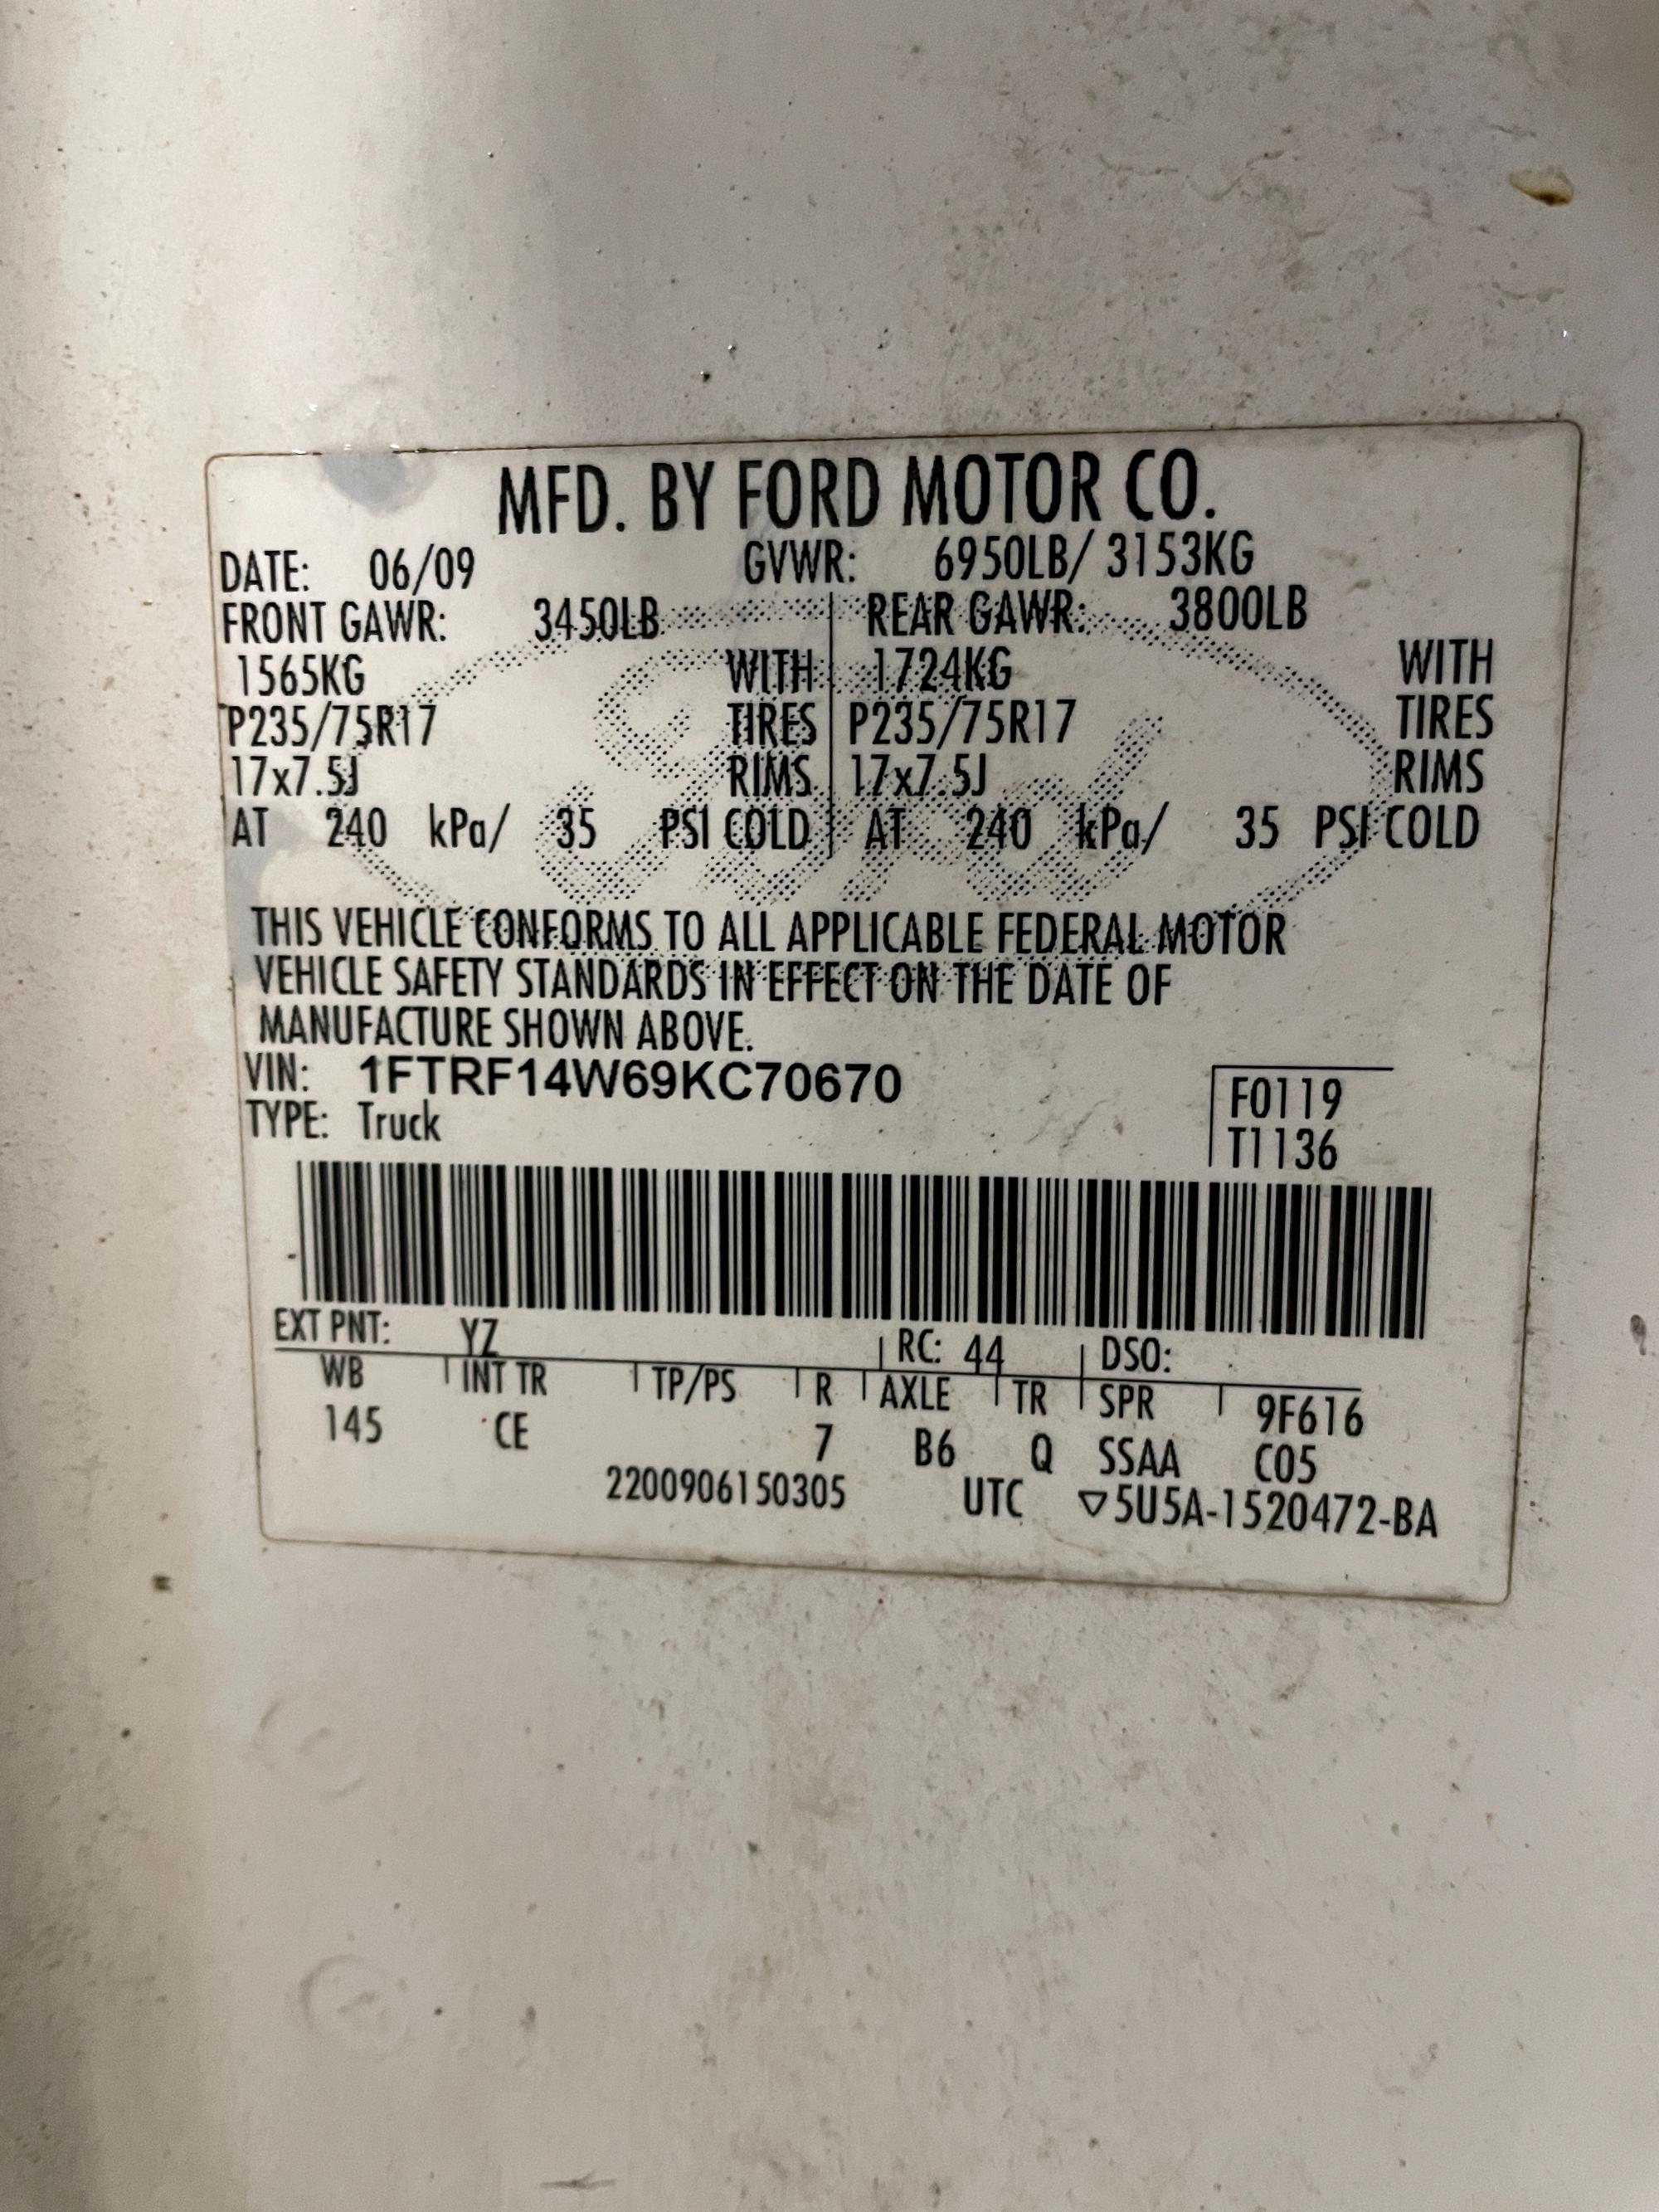 MFD. BY FORD MOTOR CO.
DATE: 06/09 GVWR: 6950LB/ 3153KG
FRONT GAWR: 3450LB REAR GAWR: 3800LB
1565KG WITH 1724KG WITH
P235/75R17 TIRES P235/75R17 TIRES
17x7.5J RIMS 17x7.5J RIMS
AT 240 kPa/ 35 PSI COLD AT 240 kPa/ 35 PSI COLD
THIS VEHICLE CONFORMS TO ALL APPLICABLE FEDERAL MOTOR
VEHICLE SAFETY STANDARDS IN EFFECT ON THE DATE OF
MANUFACTURE SHOWN ABOVE.
VIN: 1FTRF14W69KC70670 F0119
TYPE: Truck T1136
EXT PNT: YZ RC: 44 DSO:
WB INT TR TP/PS R AXLE TR SPR 9F616
145 CE 7 B6 Q SSAA C05
2200906150305 UTC ▽5U5A-1520472-BA